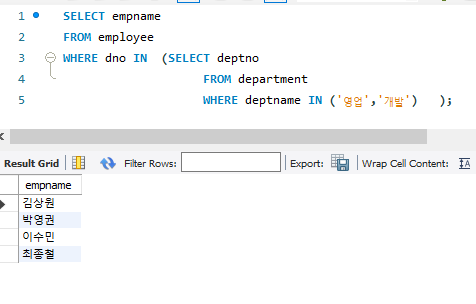 1 SELECT empname
2 FROM employee
3 WHERE dno IN (SELECT deptno
4 FROM department
5 WHERE deptname IN ('영업','개발') );
Result Grid Filter Rows: Export: Wrap Cell Content:
empname
김상원
박영권
이수민
최종철